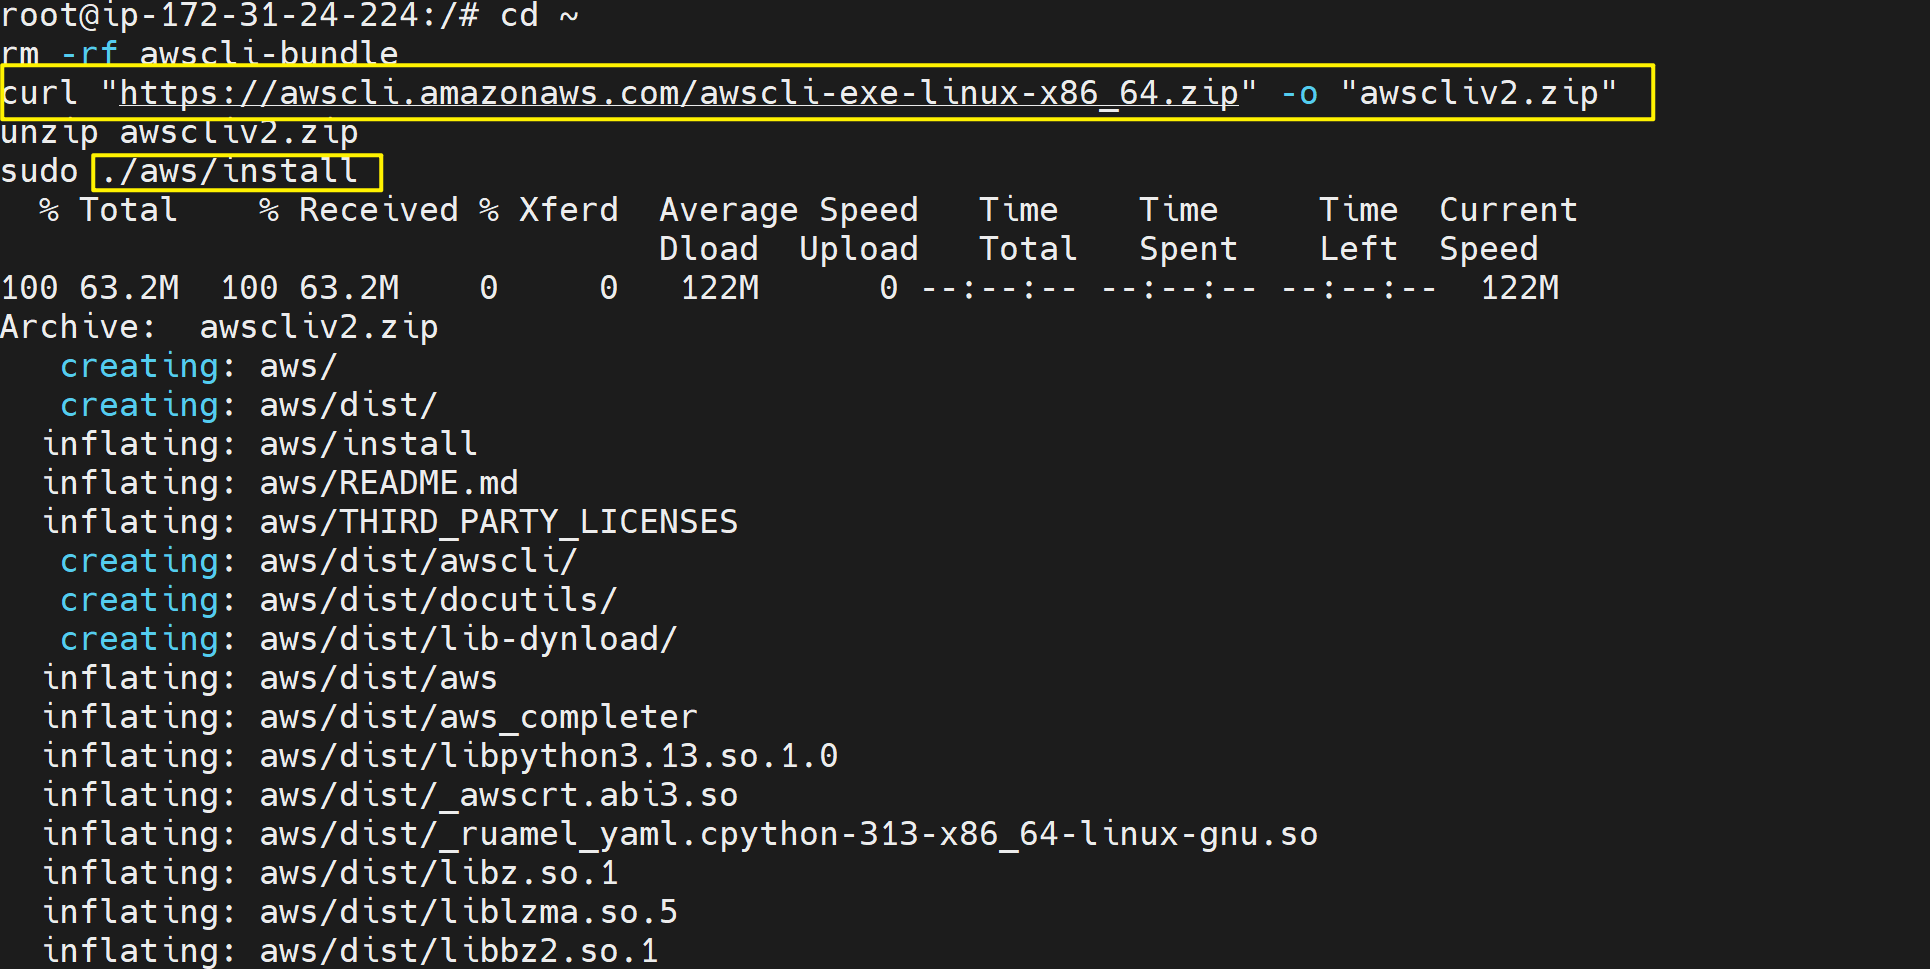 root@ip-172-31-24-224:/# cd ~
rm -rf awscli-bundle
curl "https://awscli.amazonaws.com/awscli-exe-linux-x86_64.zip" -o "awscliv2.zip"
unzip awscliv2.zip
sudo ./aws/install
  % Total    % Received % Xferd  Average Speed   Time    Time     Time  Current
                                 Dload  Upload   Total   Spent    Left  Speed
100 63.2M  100 63.2M    0     0   122M      0 --:--:-- --:--:-- --:--:--  122M
Archive:  awscliv2.zip
   creating: aws/
   creating: aws/dist/
  inflating: aws/install
  inflating: aws/README.md
  inflating: aws/THIRD_PARTY_LICENSES
   creating: aws/dist/awscli/
   creating: aws/dist/docutils/
   creating: aws/dist/lib-dynload/
  inflating: aws/dist/aws
  inflating: aws/dist/aws_completer
  inflating: aws/dist/libpython3.13.so.1.0
  inflating: aws/dist/_awscrt.abi3.so
  inflating: aws/dist/_ruamel_yaml.cpython-313-x86_64-linux-gnu.so
  inflating: aws/dist/libz.so.1
  inflating: aws/dist/liblzma.so.5
  inflating: aws/dist/libbz2.so.1